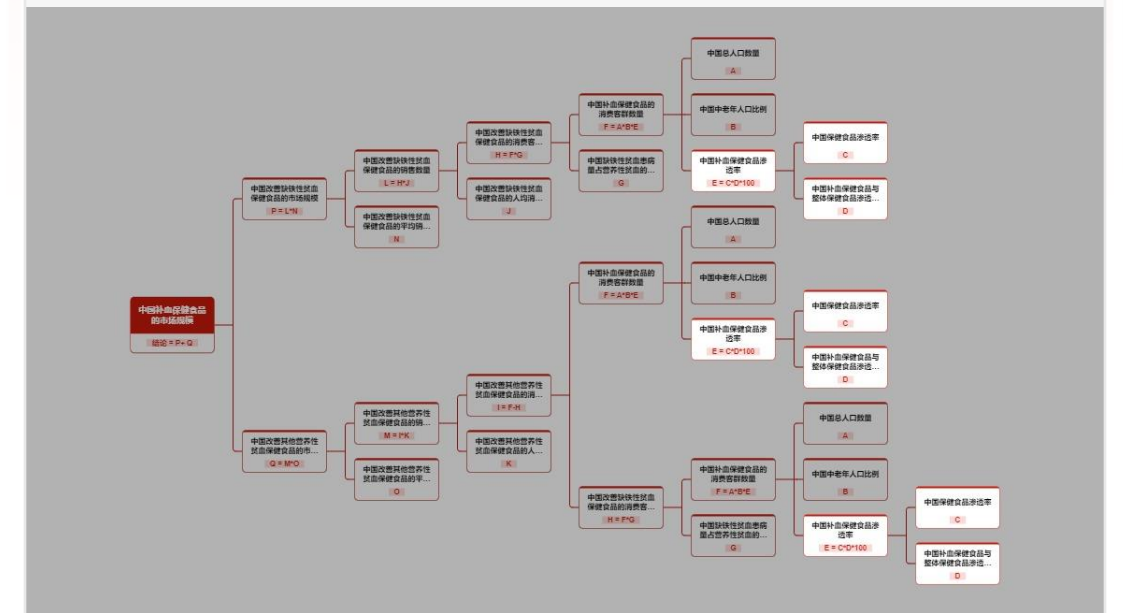 中国总人口数量
A
中国补血保健食品的
消费客群数量
F = A*B*E
中国中老年人口比例
B
中国改善缺铁性贫血
保健食品的消费客...
H = F*G
中国保健食品渗透率
C
中国改善缺铁性贫血
保健食品的销售数量
L = H*J
中国缺铁性贫血患病
量占营养性贫血的...
G
中国补血保健食品渗
透率
E = C*D*100
中国改善缺铁性贫血
保健食品的市场规模
P = L*N
中国改善缺铁性贫血
保健食品的人均消...
J
中国补血保健食品与
整体保健食品渗透...
D
中国改善缺铁性贫血
保健食品的平均销...
N
中国总人口数量
A
中国补血保健食品的
消费客群数量
F = A*B*E
中国中老年人口比例
B
中国补血保健食品
的市场规模
结论 = P+Q
中国保健食品渗透率
C
中国补血保健食品渗
透率
E = C*D*100
中国补血保健食品与
整体保健食品渗透...
D
中国改善其他营养性
贫血保健食品的消...
I = F-H
中国改善其他营养性
贫血保健食品的销...
M = I*K
中国总人口数量
A
中国改善其他营养性
贫血保健食品的市...
Q = M*O
中国改善其他营养性
贫血保健食品的人...
K
中国改善其他营养性
贫血保健食品的平...
O
中国补血保健食品的
消费客群数量
F = A*B*E
中国中老年人口比例
B
中国改善缺铁性贫血
保健食品的消费客...
H = F*G
中国保健食品渗透率
C
中国缺铁性贫血患病
量占营养性贫血的...
G
中国补血保健食品渗
透率
E = C*D*100
中国补血保健食品与
整体保健食品渗透...
D